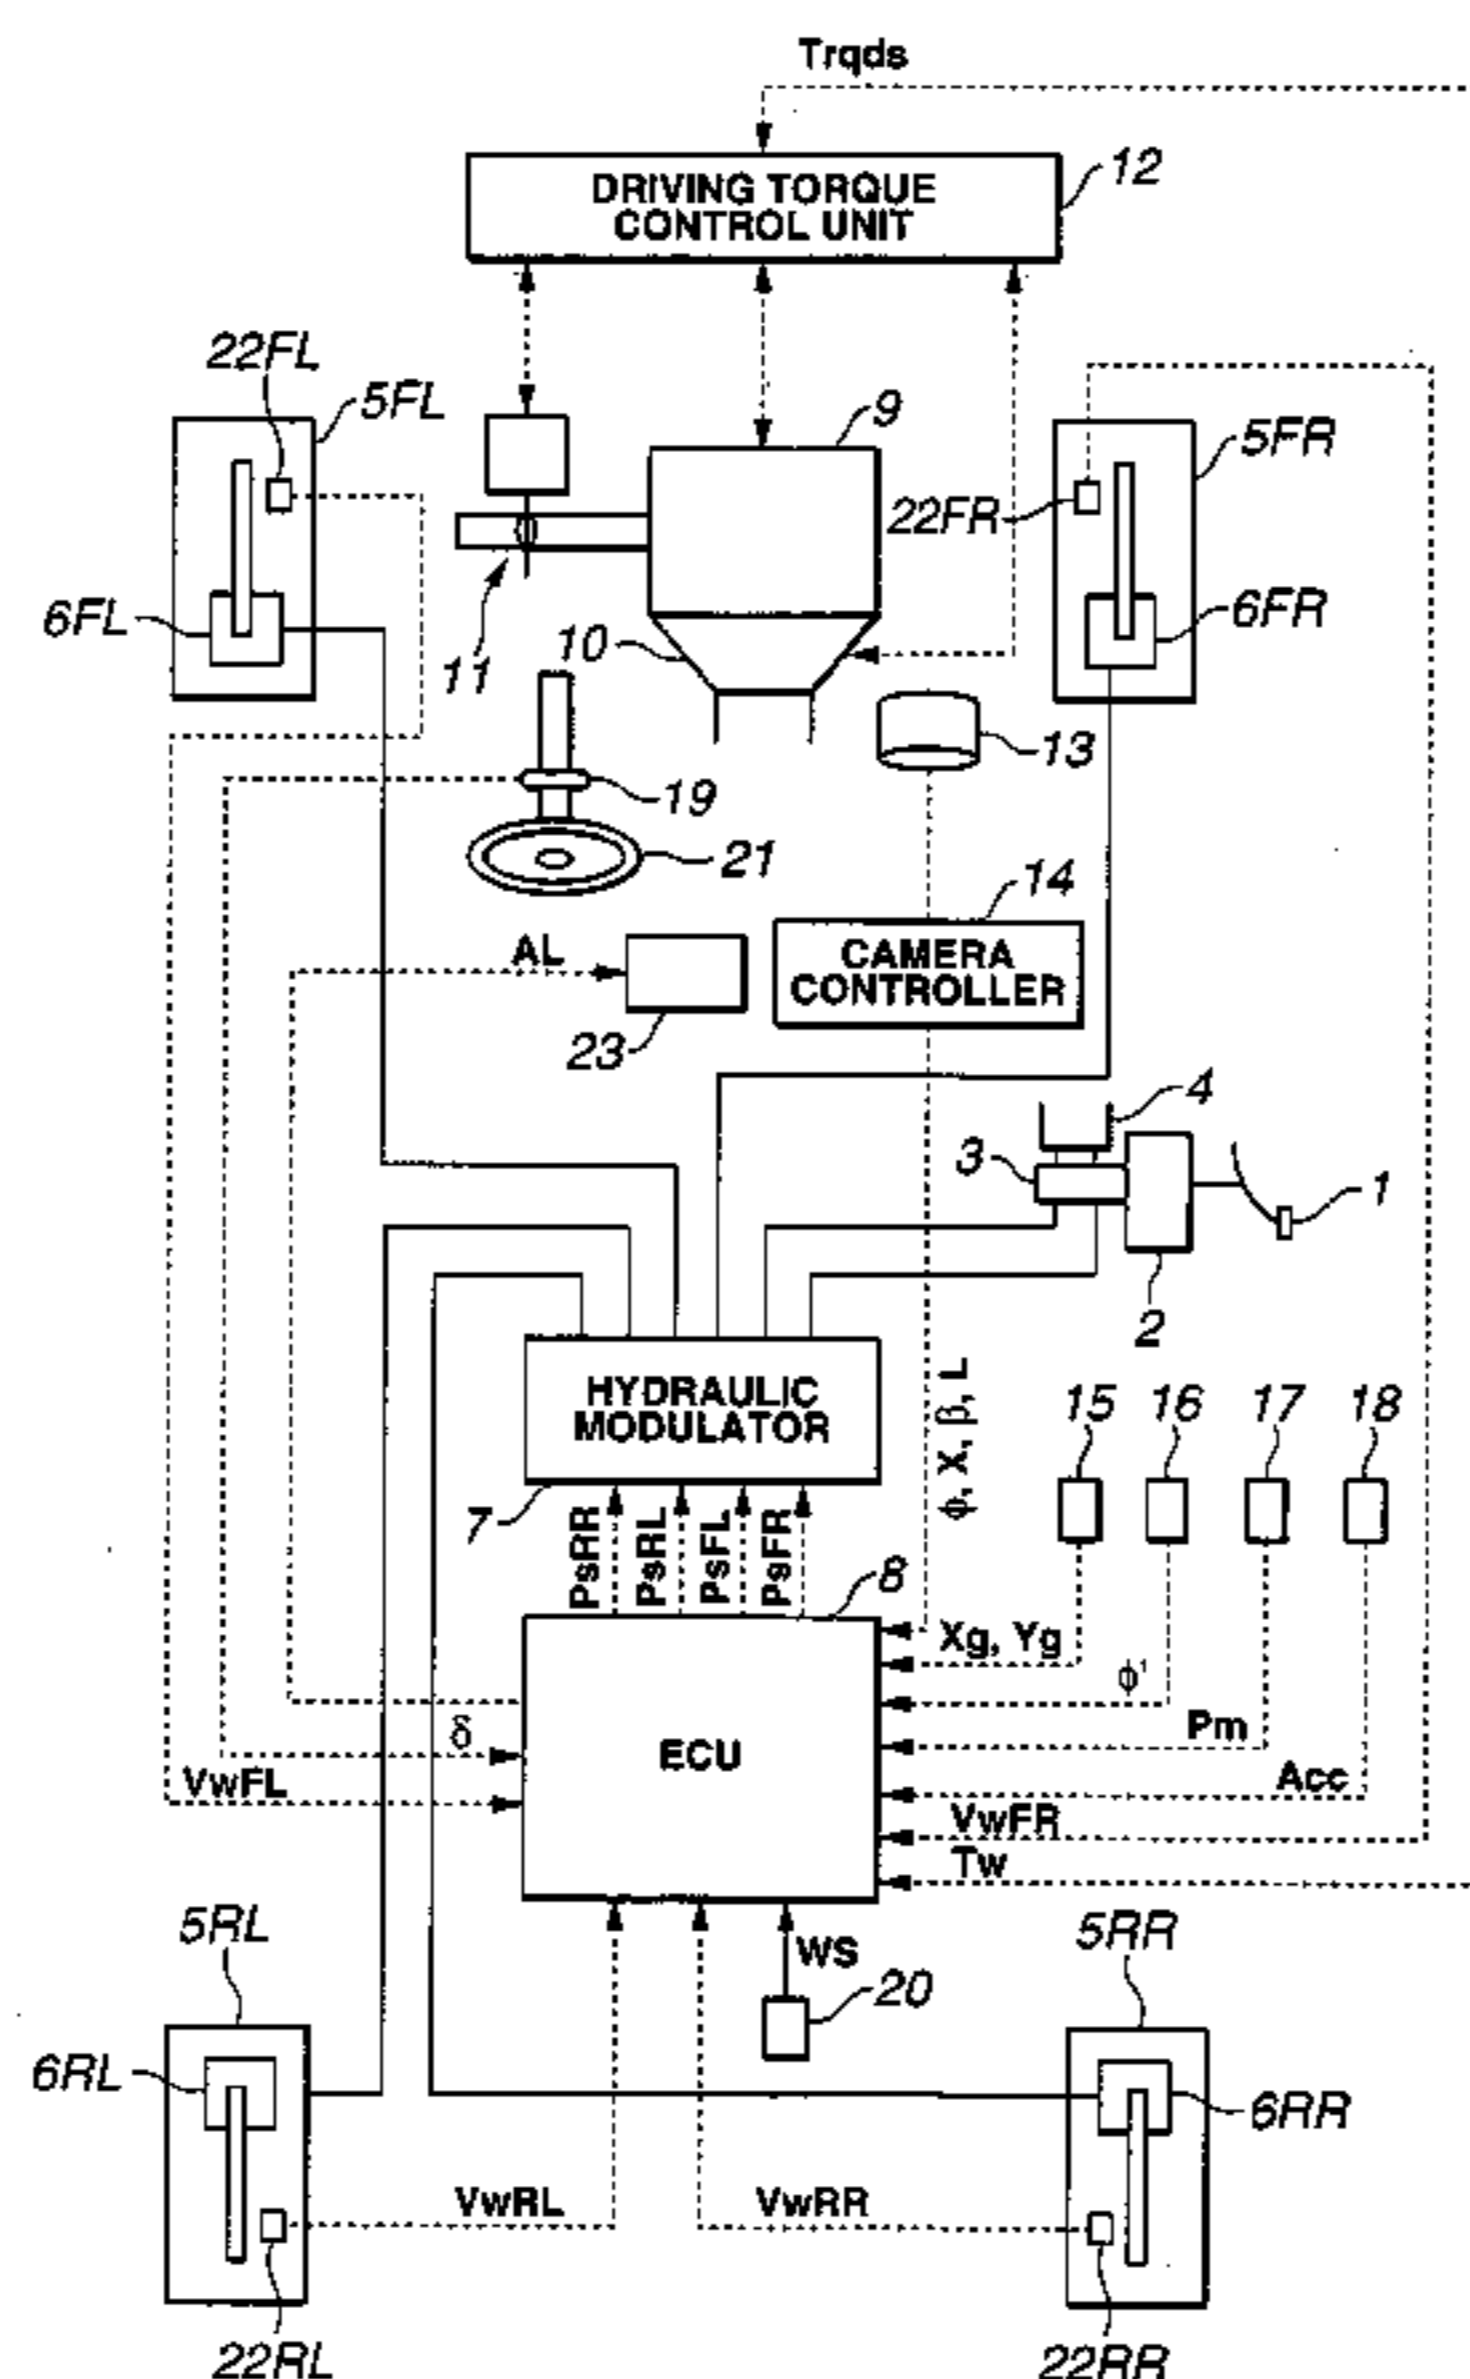 Trqds
DRIVING TORQUE
CONTROL UNIT
12
22FL
5FL
9
5FR
22FR
6FL
6FR
11
10
13
19
21
14
AL
CAMERA
CONTROLLER
23
4
3
1
2
HYDRAULIC
MODULATOR
ϕ, X, β, L
15
16
17
18
7
PsRR
PsRL
PsFL
PsFR
8
Xg, Yg
ϕ'
δ
Pm
ECU
VwFL
Acc
VwFR
Tw
5RL
5RR
WS
20
6RL
6RR
VwRL
VwRR
22RL
22RR